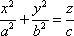 x²/a² + y²/b² = z/c